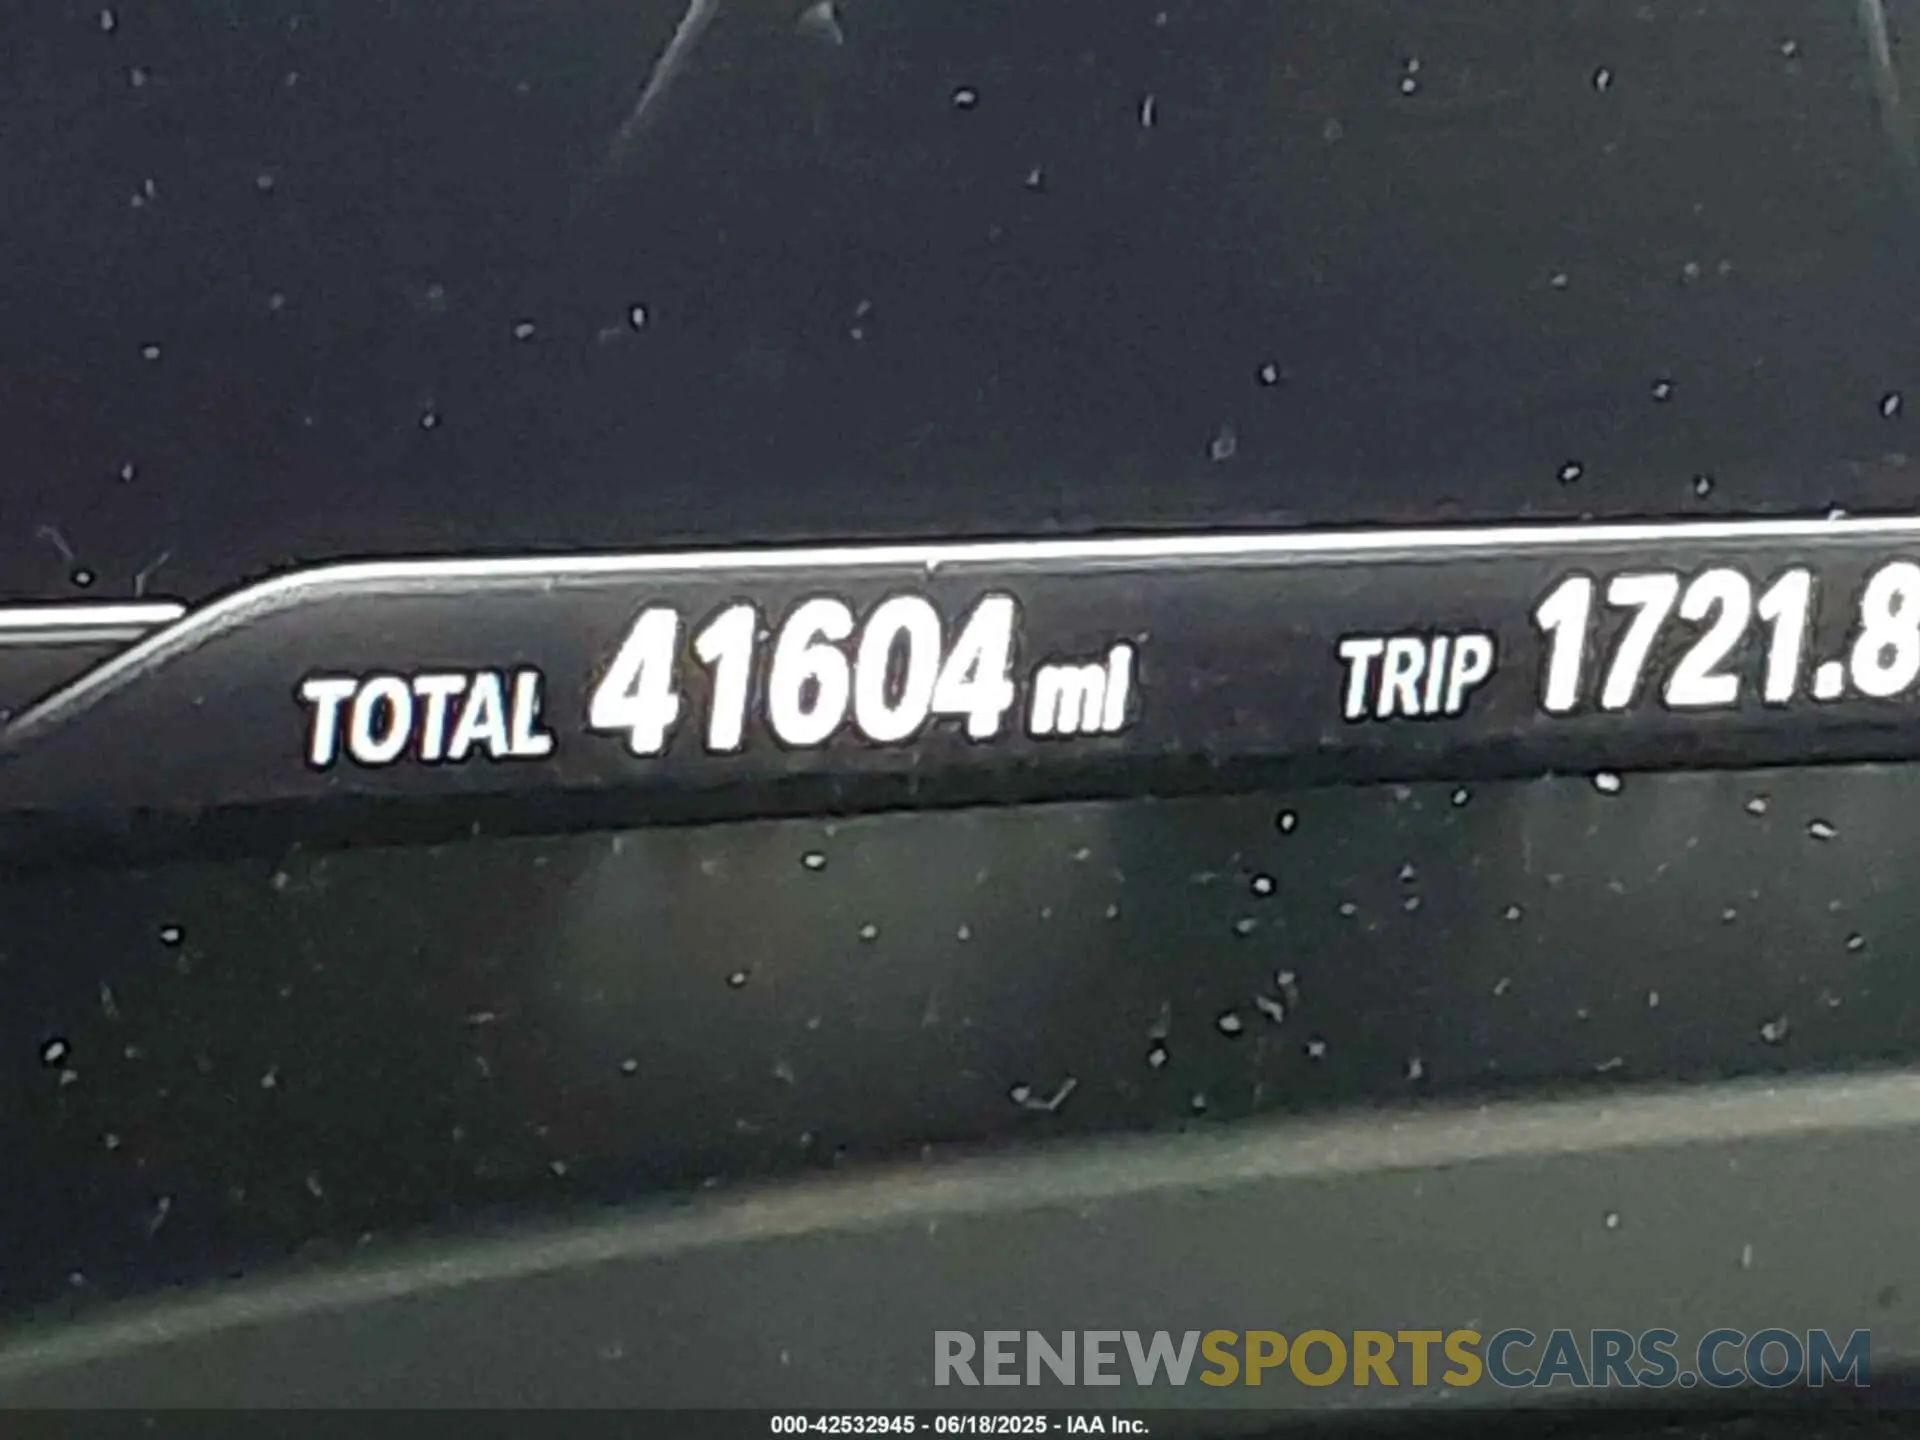 TOTAL 41604 mi TRIP 1721.8
RENEWSPORTSCARS.COM
000-42532945 - 06/18/2025 - IAA Inc.